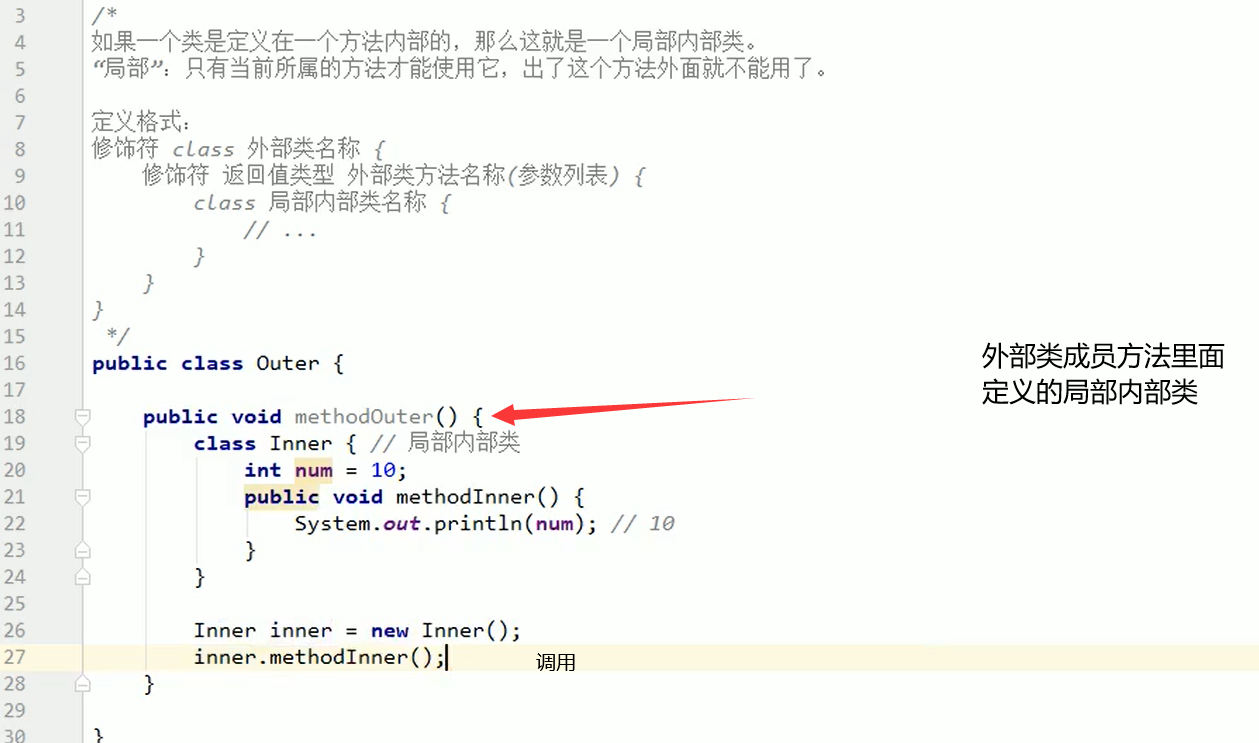 3 /*
4 如果一个类是定义在一个方法内部的，那么这就是一个局部内部类。
5 “局部”：只有当前所属的方法才能使用它，出了这个方法外面就不能用了。
6
7 定义格式：
8 修饰符 class 外部类名称 {
9     修饰符 返回值类型 外部类方法名称(参数列表) {
10         class 局部内部类名称 {
11             // ...
12         }
13     }
14 }
15  */
16 public class Outer {
外部类成员方法里面
定义的局部内部类
17
18     public void methodOuter() {
19         class Inner { // 局部内部类
20             int num = 10;
21             public void methodInner() {
22                 System.out.println(num); // 10
23             }
24         }
25
26         Inner inner = new Inner();
27         inner.methodInner(); 调用
28     }
29
30 }